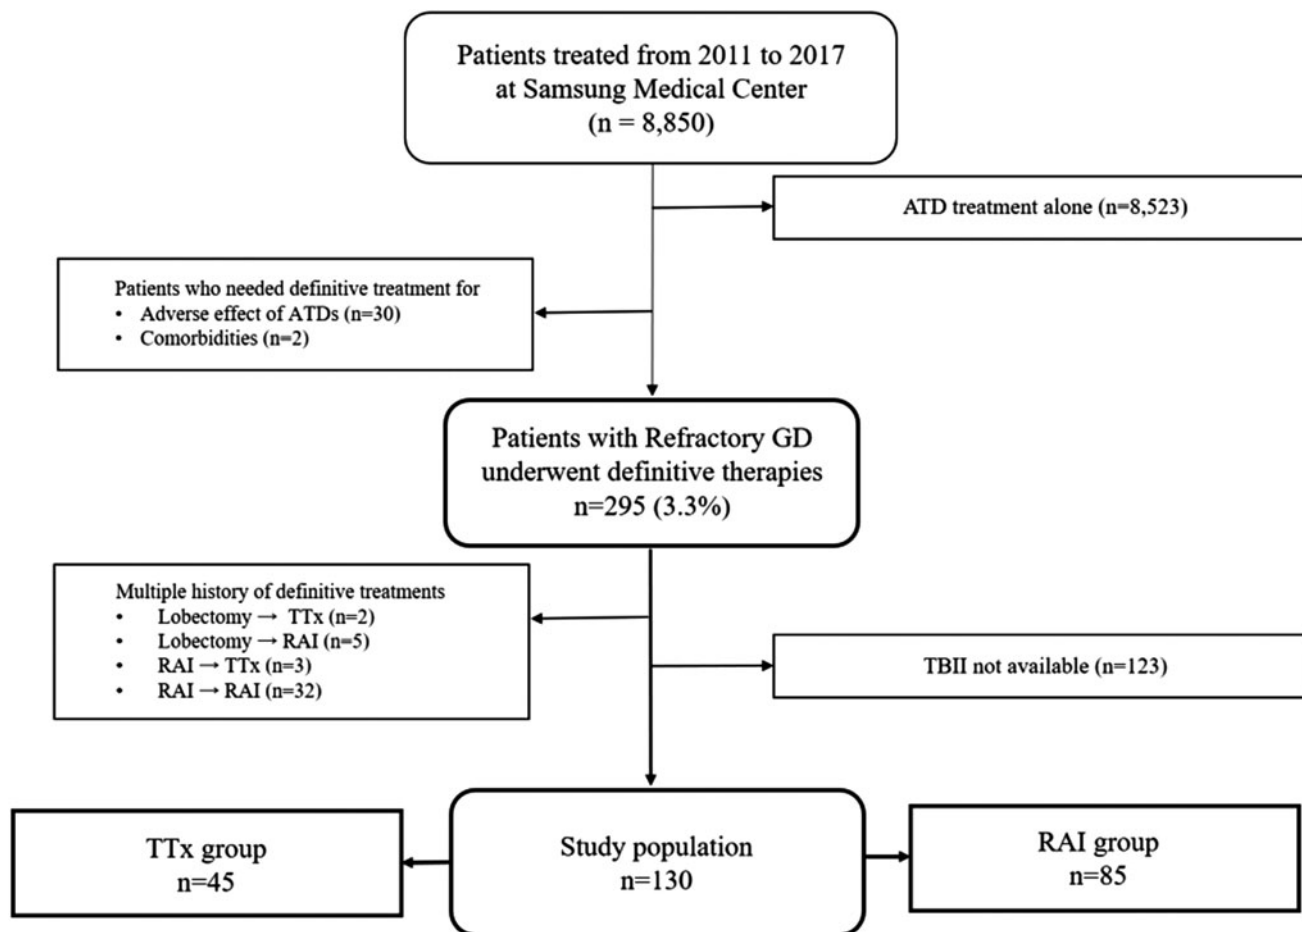 Patients treated from 2011 to 2017
at Samsung Medical Center
(n = 8,850)
ATD treatment alone (n=8,523)
Patients who needed definitive treatment for
• Adverse effect of ATDs (n=30)
• Comorbidities (n=2)
Patients with Refractory GD
underwent definitive therapies
n=295 (3.3%)
Multiple history of definitive treatments
• Lobectomy → TTx (n=2)
• Lobectomy → RAI (n=5)
• RAI → TTx (n=3)
• RAI → RAI (n=32)
TBII not available (n=123)
TTx group
n=45
Study population
n=130
RAI group
n=85